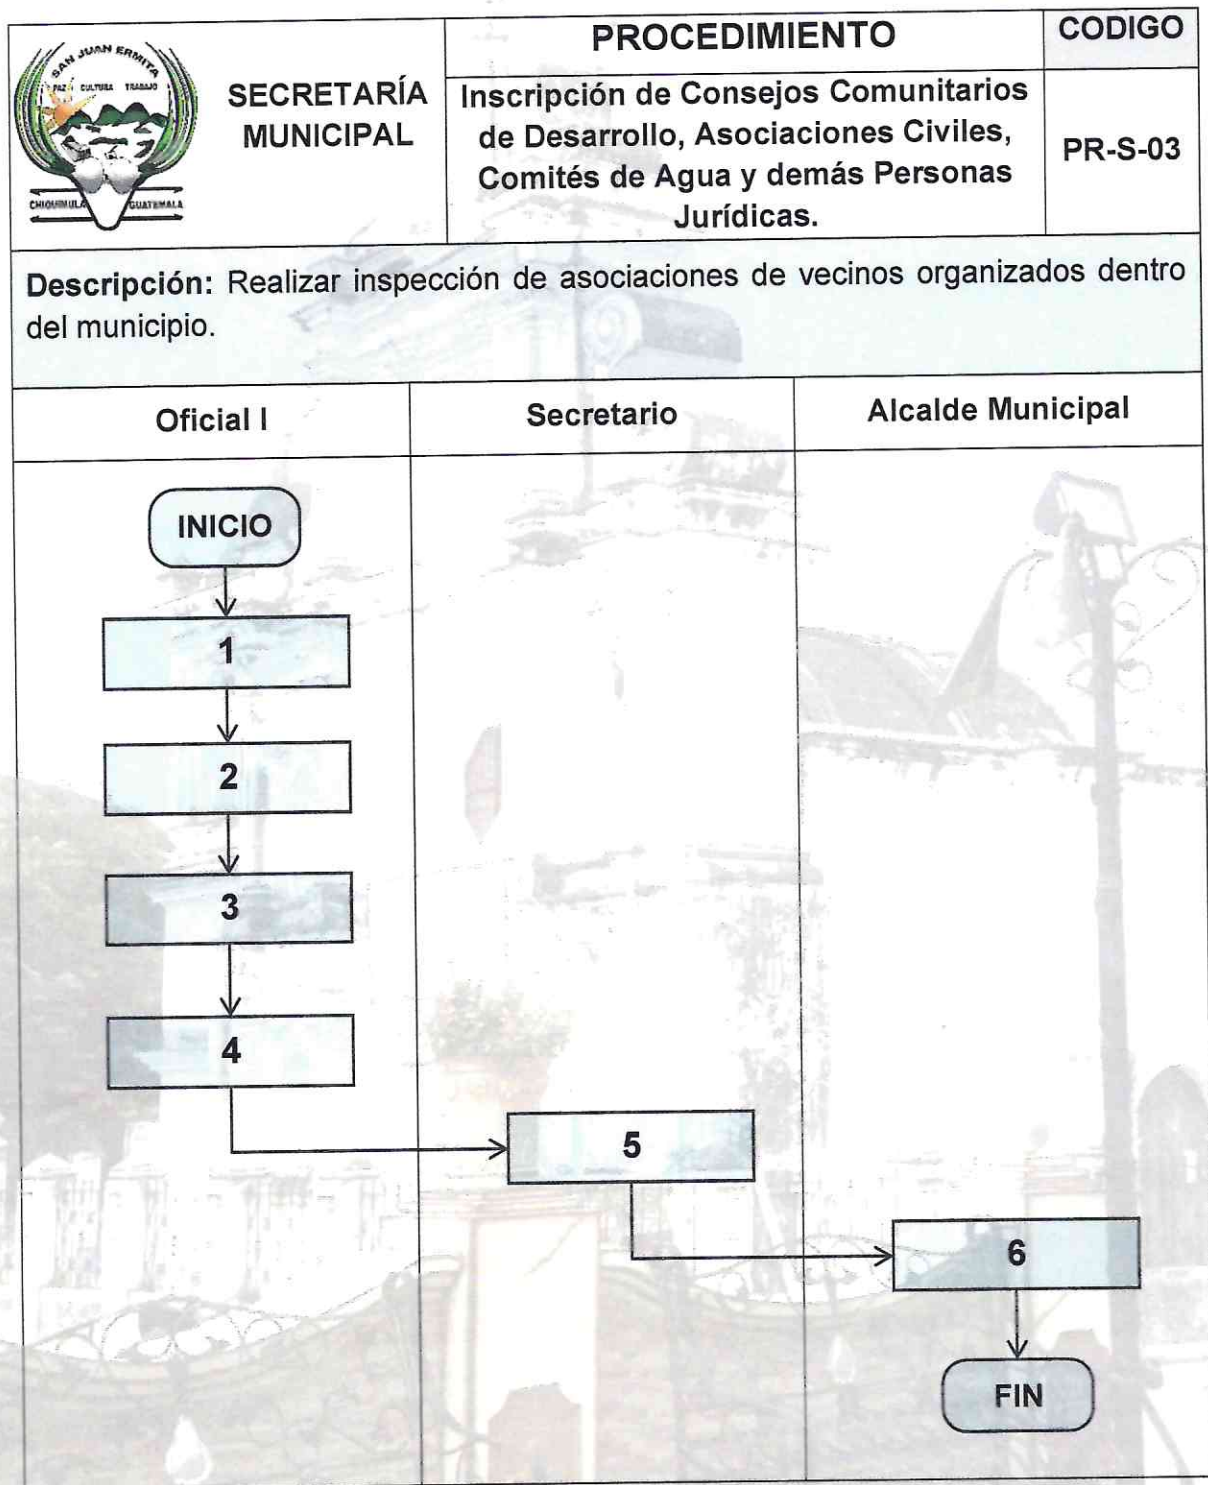 SAN JUAN ERMITA
PAZ CULTURA TRABAJO
CHIQUIMULA GUATEMALA
SECRETARÍA
MUNICIPAL
PROCEDIMIENTO
CODIGO
Inscripción de Consejos Comunitarios
de Desarrollo, Asociaciones Civiles,
Comités de Agua y demás Personas
Jurídicas.
PR-S-03
Descripción: Realizar inspección de asociaciones de vecinos organizados dentro
del municipio.
Oficial I
Secretario
Alcalde Municipal
INICIO
1
2
3
4
5
6
FIN